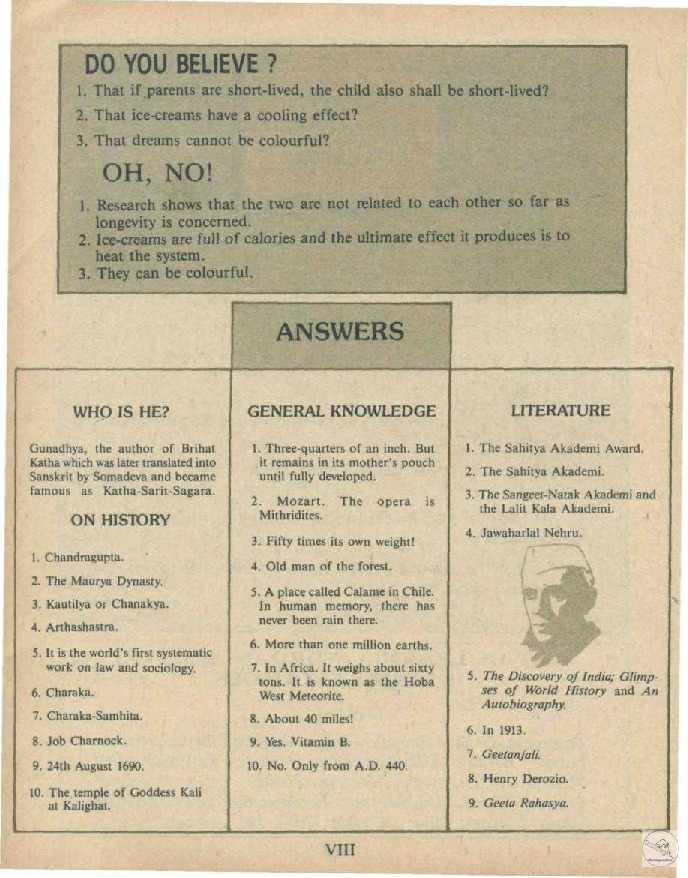 DO YOU BELIEVE ?
1. That if parents are short-lived, the child also shall be short-lived?
2. That ice-creams have a cooling effect?
3. That dreams cannot be colourful?
OH, NO!
1. Research shows that the two are not related to each other so far as
longevity is concerned.
2. Ice-creams are full of calories and the ultimate effect it produces is to
heat the system.
3. They can be colourful.
ANSWERS
WHO IS HE?
Gunadhya, the author of Brihat
Katha which was later translated into
Sanskrit by Somadeva and became
famous as Katha-Sarit-Sagara.
ON HISTORY
1. Chandragupta.
2. The Maurya Dynasty.
3. Kautilya or Chanakya.
4. Arthashastra.
5. It is the world's first systematic
work on law and sociology.
6. Charaka.
7. Charaka-Samhita.
8. Job Charnock.
9. 24th August 1690.
10. The temple of Goddess Kali
at Kalighat.
GENERAL KNOWLEDGE
1. Three-quarters of an inch. But
it remains in its mother's pouch
until fully developed.
2. Mozart. The opera is
Mithridites.
3. Fifty times its own weight!
4. Old man of the forest.
5. A place called Calame in Chile.
In human memory, there has
never been rain there.
6. More than one million earths.
7. In Africa. It weighs about sixty
tons. It is known as the Hoba
West Meteorite.
8. About 40 miles!
9. Yes. Vitamin B.
10. No. Only from A.D. 440.
LITERATURE
1. The Sahitya Akademi Award.
2. The Sahitya Akademi.
3. The Sangeet-Natak Akademi and
the Lalit Kala Akademi.
4. Jawaharlal Nehru.
5. The Discovery of India; Glimp-
ses of World History and An
Autobiography.
6. In 1913.
7. Geetanjali.
8. Henry Derozio.
9. Geeta Rahasya.
VIII